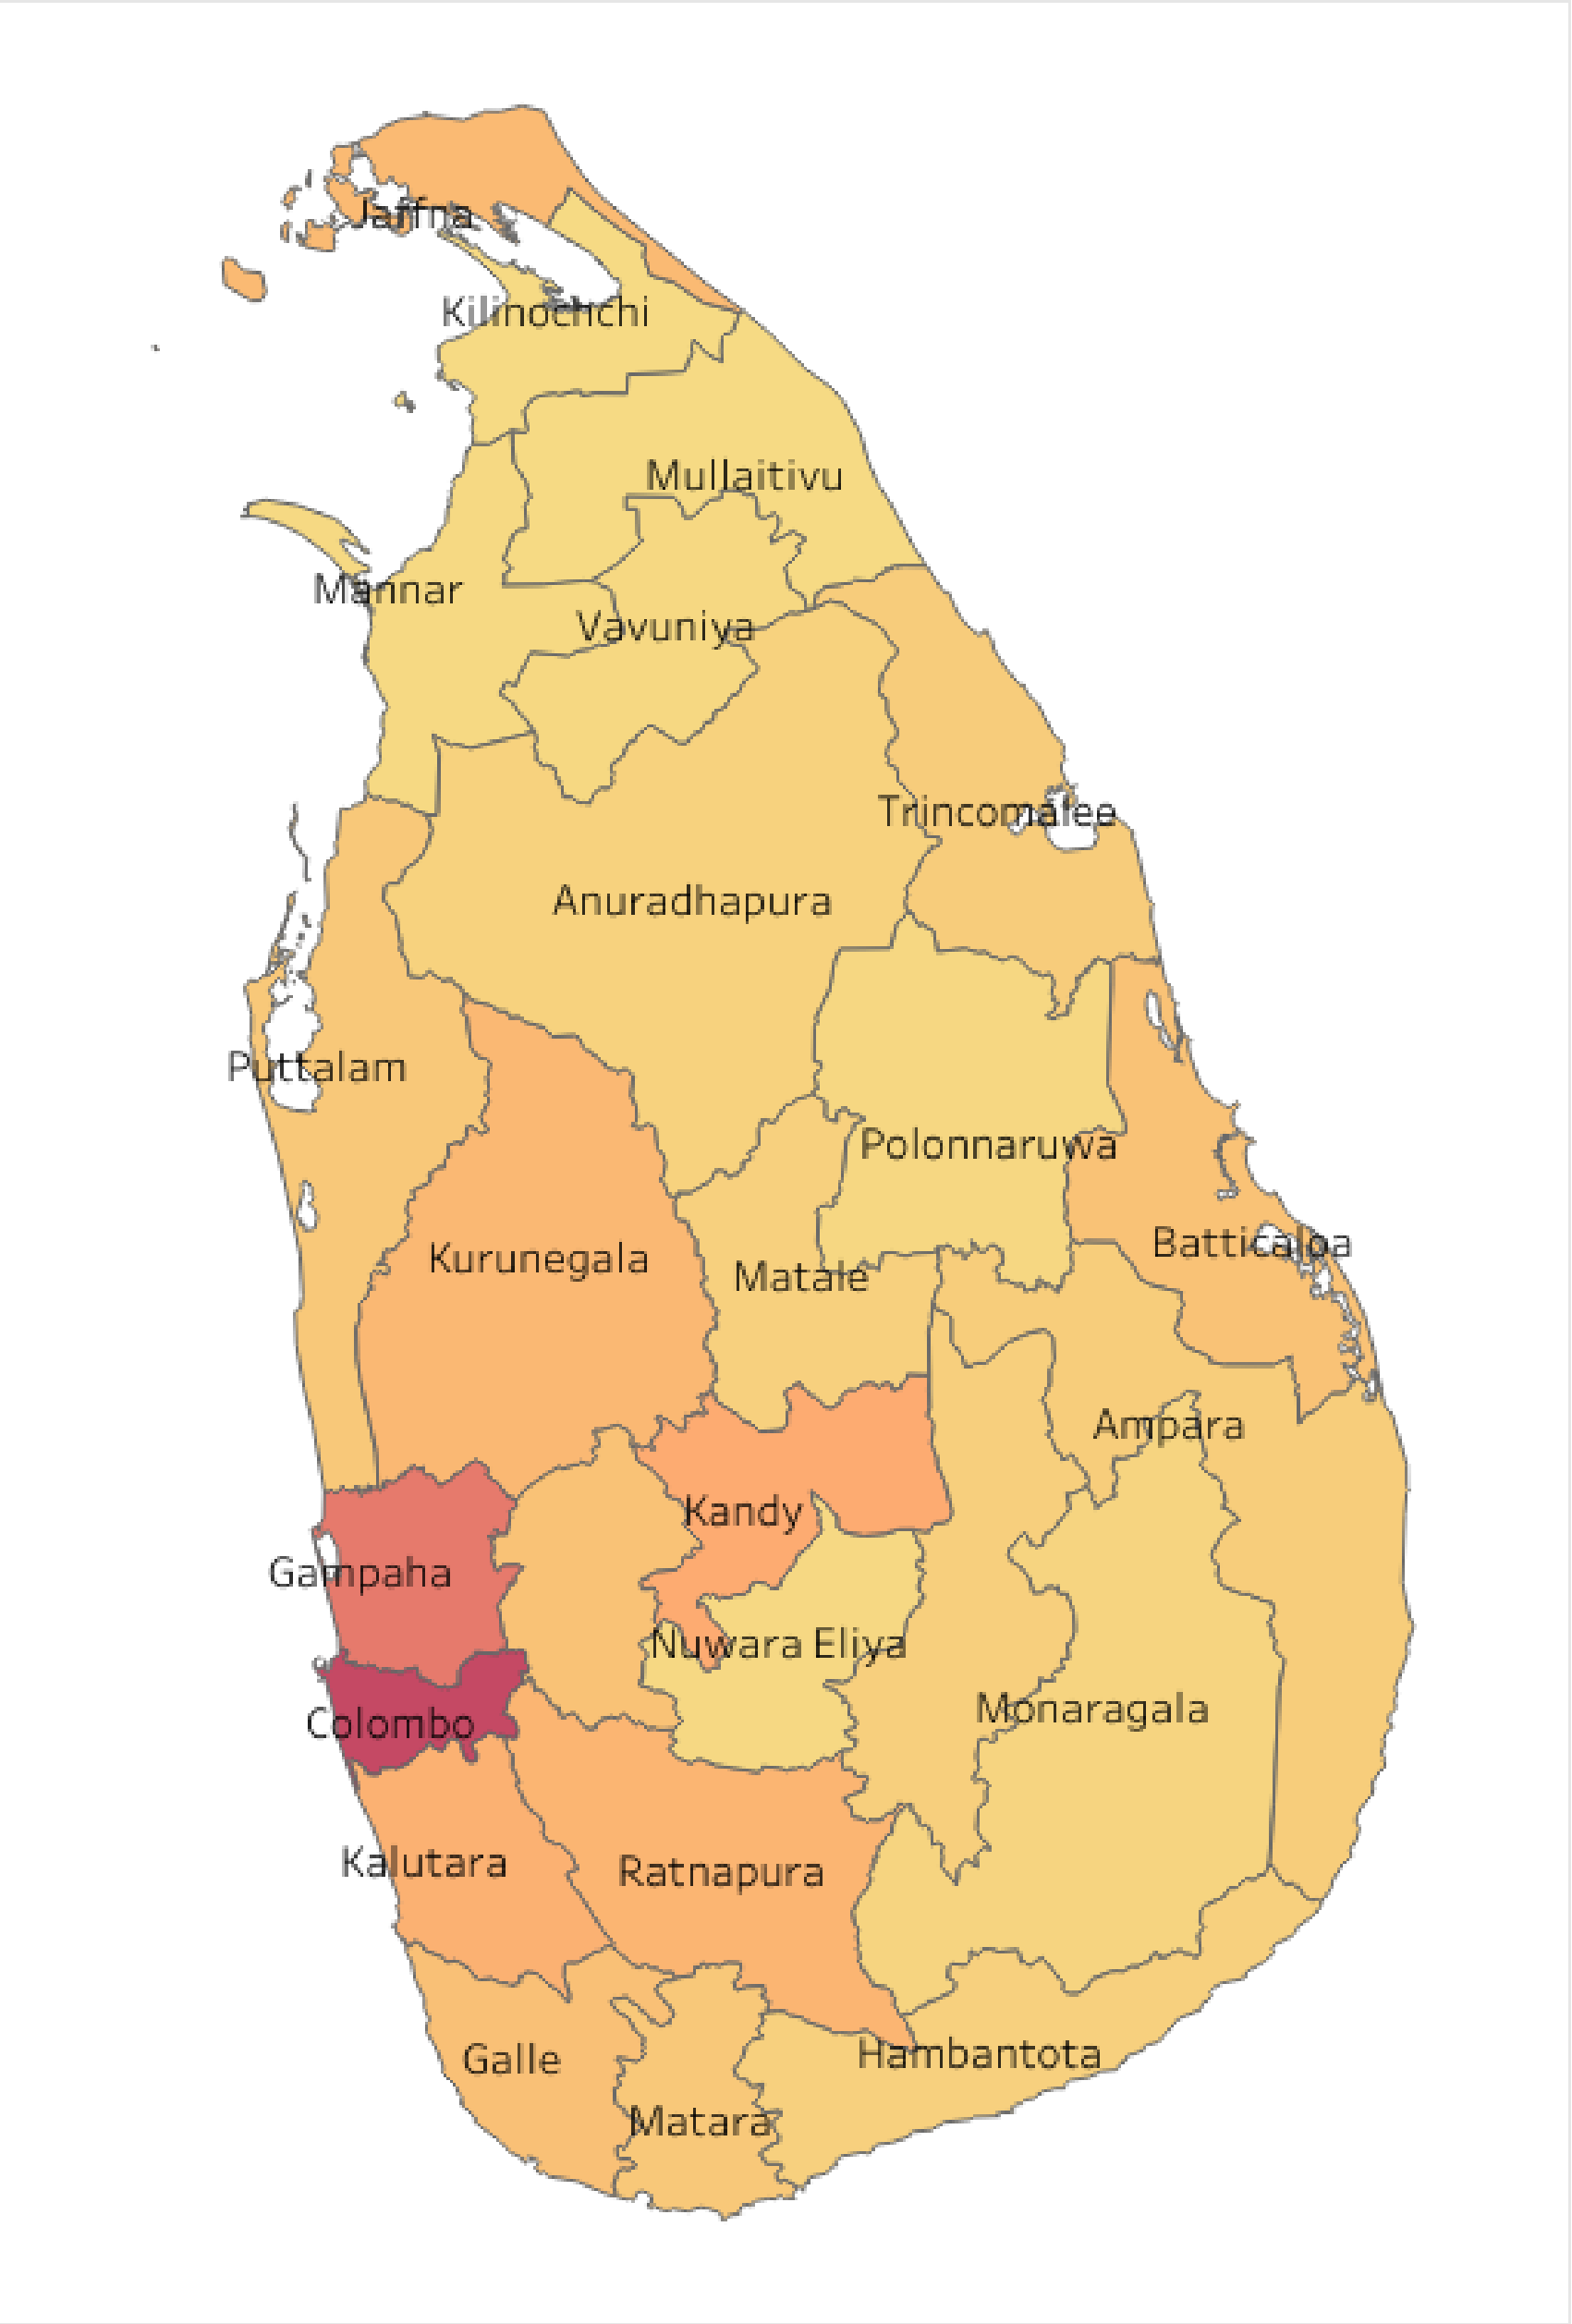 Jaffna
Kilinochchi
Mullaitivu
Mannar
Vavuniya
Trincomalee
Anuradhapura
Puttalam
Polonnaruwa
Batticaloa
Kurunegala
Matale
Ampara
Kandy
Gampaha
Nuwara Eliya
Monaragala
Colombo
Kalutara
Ratnapura
Hambantota
Galle
Matara